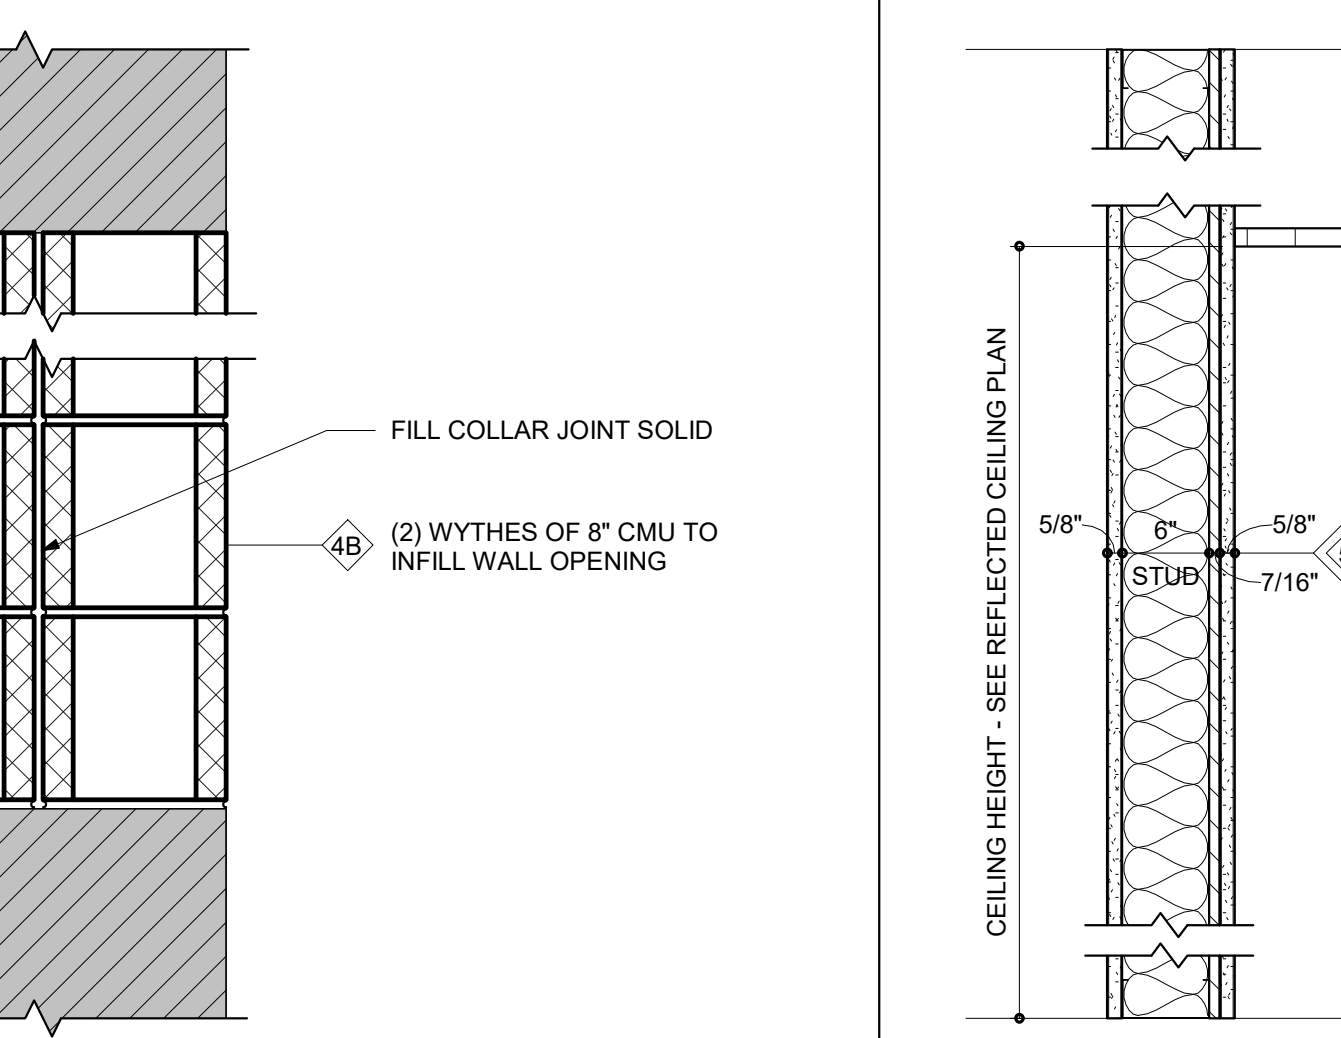 FILL COLLAR JOINT SOLID
4B
(2) WYTHES OF 8" CMU TO
INFILL WALL OPENING
CEILING HEIGHT - SEE REFLECTED CEILING PLAN
5/8"
6"
STUD
5/8"
7/16"